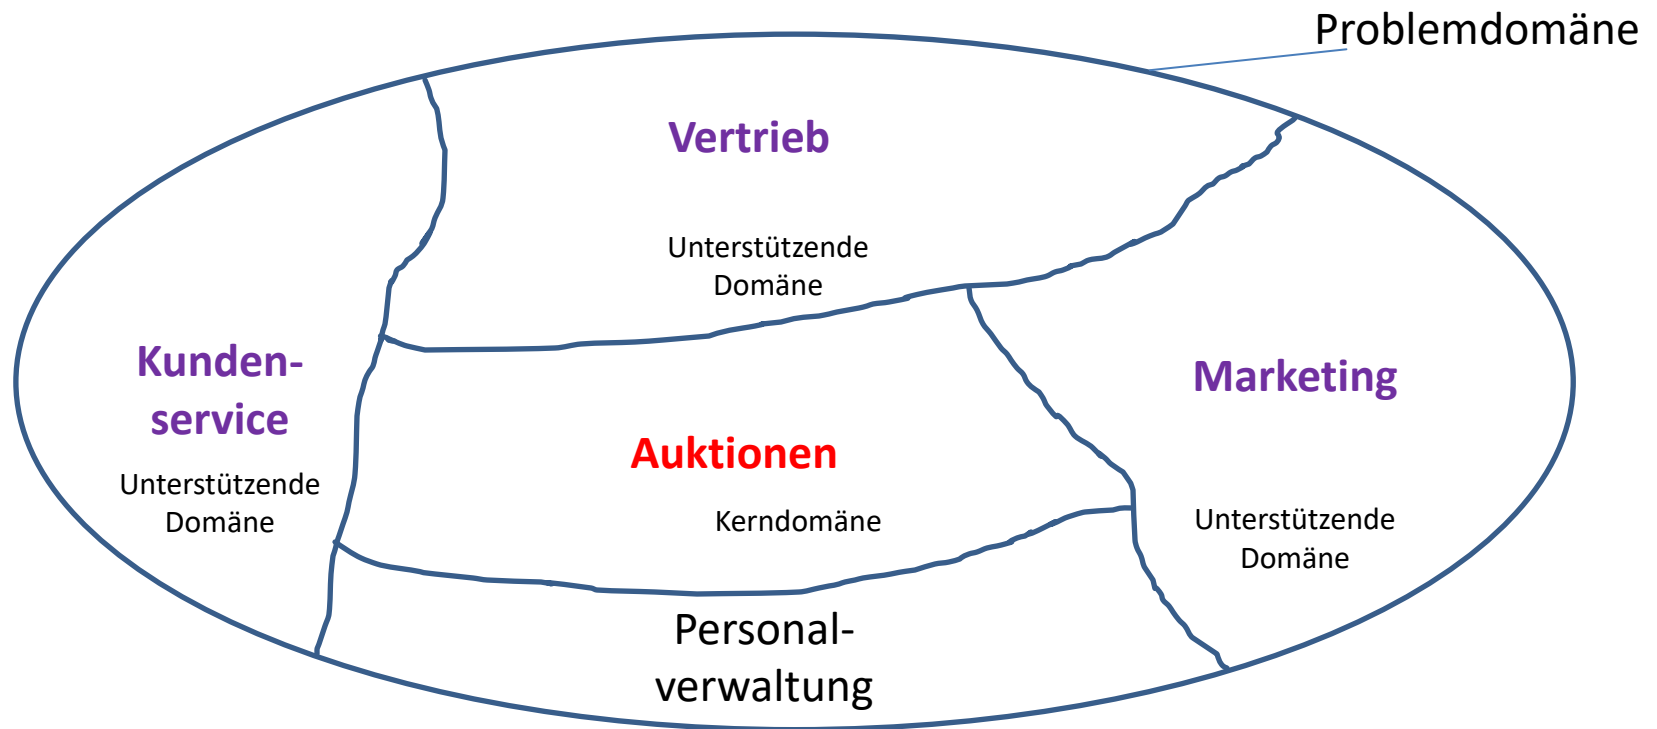 Problemdomäne
Vertrieb
Unterstützende
Domäne
Kunden-
service
Unterstützende
Domäne
Auktionen
Kerndomäne
Marketing
Unterstützende
Domäne
Personal-
verwaltung